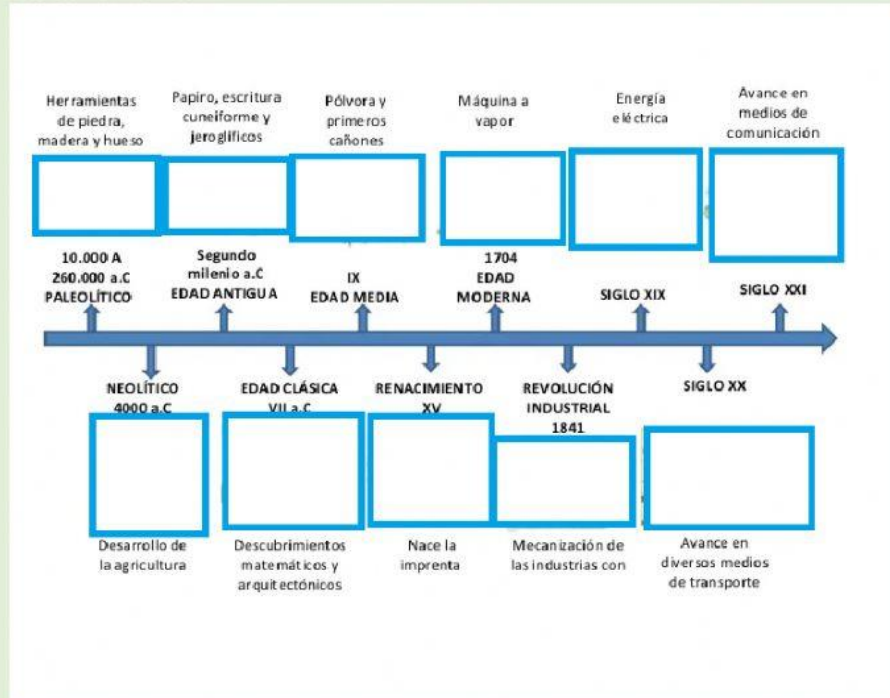 Herramientas
de piedra,
madera y hueso
Papiro, escritura
cuneiforme y
jeroglíficos
Pólvora y
primeros
cañones
Máquina a
vapor
Energía
eléctrica
Avance en
medios de
comunicación
10.000 A
260.000 a.C
PALEOLÍTICO
Segundo
milenio a.C
EDAD ANTIGUA
IX
EDAD MEDIA
1704
EDAD
MODERNA
SIGLO XIX
SIGLO XXI
NEOLÍTICO
4000 a.C
EDAD CLÁSICA
VII a.C
RENACIMIENTO
XV
REVOLUCIÓN
INDUSTRIAL
1841
SIGLO XX
Desarrollo de
la agricultura
Descubrimientos
matemáticos y
arquitectónicos
Nace la
imprenta
Mecanización de
las industrias con
Avance en
diversos medios
de transporte